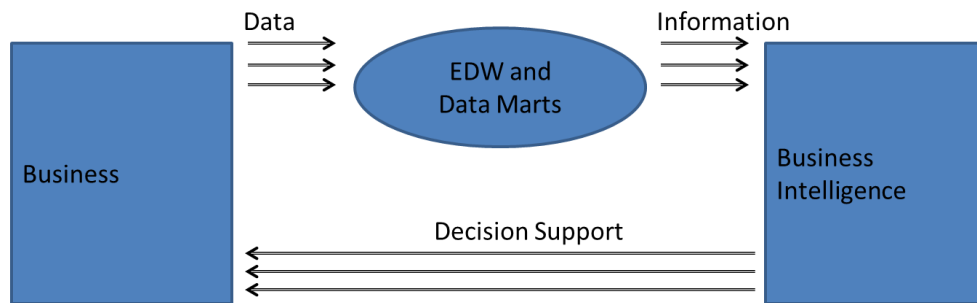 Data
Information
EDW and
Data Marts
Business
Business
Intelligence
Decision Support